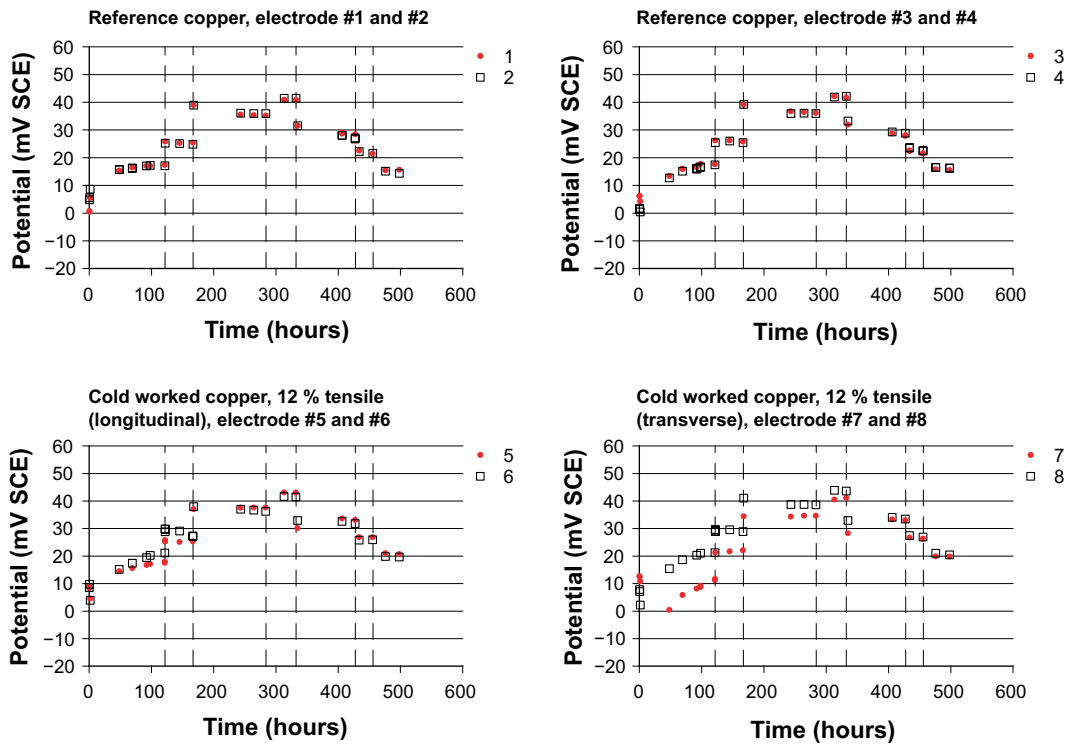 Reference copper, electrode #1 and #2
1
2
Potential (mV SCE)
60
50
40
30
20
10
0
−10
−20
0 100 200 300 400 500 600
Time (hours)
Reference copper, electrode #3 and #4
3
4
Potential (mV SCE)
60
50
40
30
20
10
0
−10
−20
0 100 200 300 400 500 600
Time (hours)
Cold worked copper, 12 % tensile
(longitudinal), electrode #5 and #6
5
6
Potential (mV SCE)
60
50
40
30
20
10
0
−10
−20
0 100 200 300 400 500 600
Time (hours)
Cold worked copper, 12 % tensile
(transverse), electrode #7 and #8
7
8
Potential (mV SCE)
60
50
40
30
20
10
0
−10
−20
0 100 200 300 400 500 600
Time (hours)